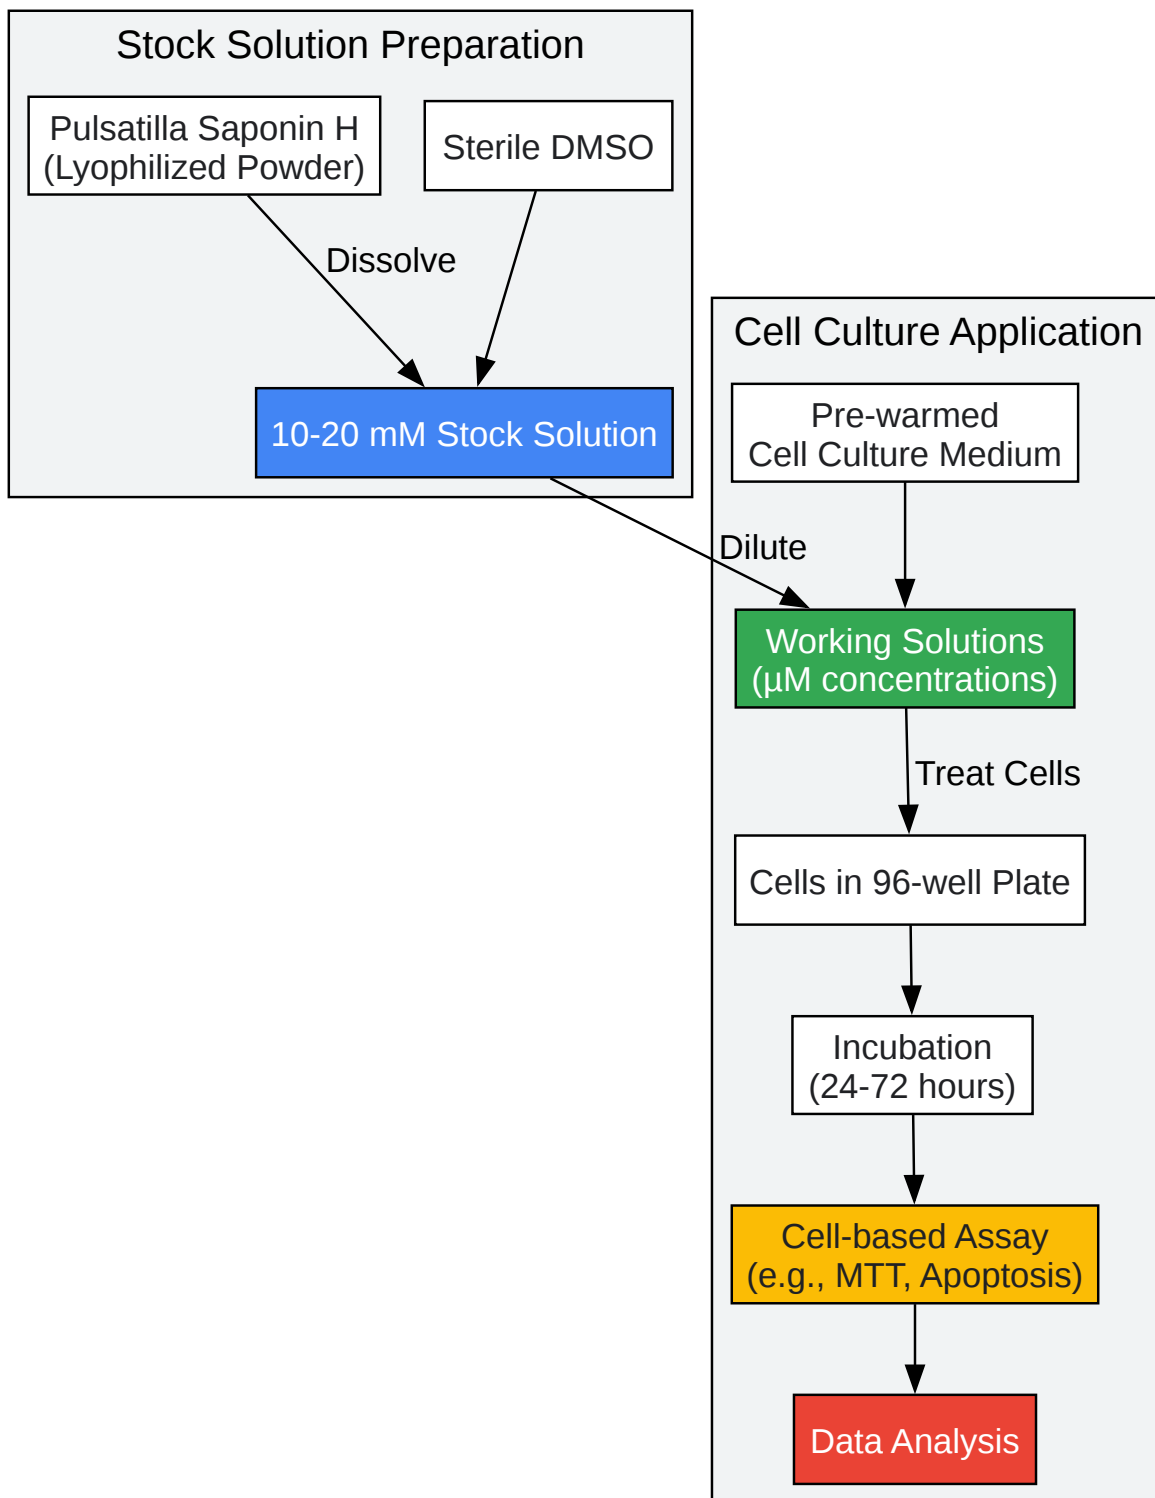 Stock Solution Preparation
Pulsatilla Saponin H
(Lyophilized Powder)
Sterile DMSO
Dissolve
10-20 mM Stock Solution
Cell Culture Application
Pre-warmed
Cell Culture Medium
Dilute
Working Solutions
(µM concentrations)
Treat Cells
Cells in 96-well Plate
Incubation
(24-72 hours)
Cell-based Assay
(e.g., MTT, Apoptosis)
Data Analysis